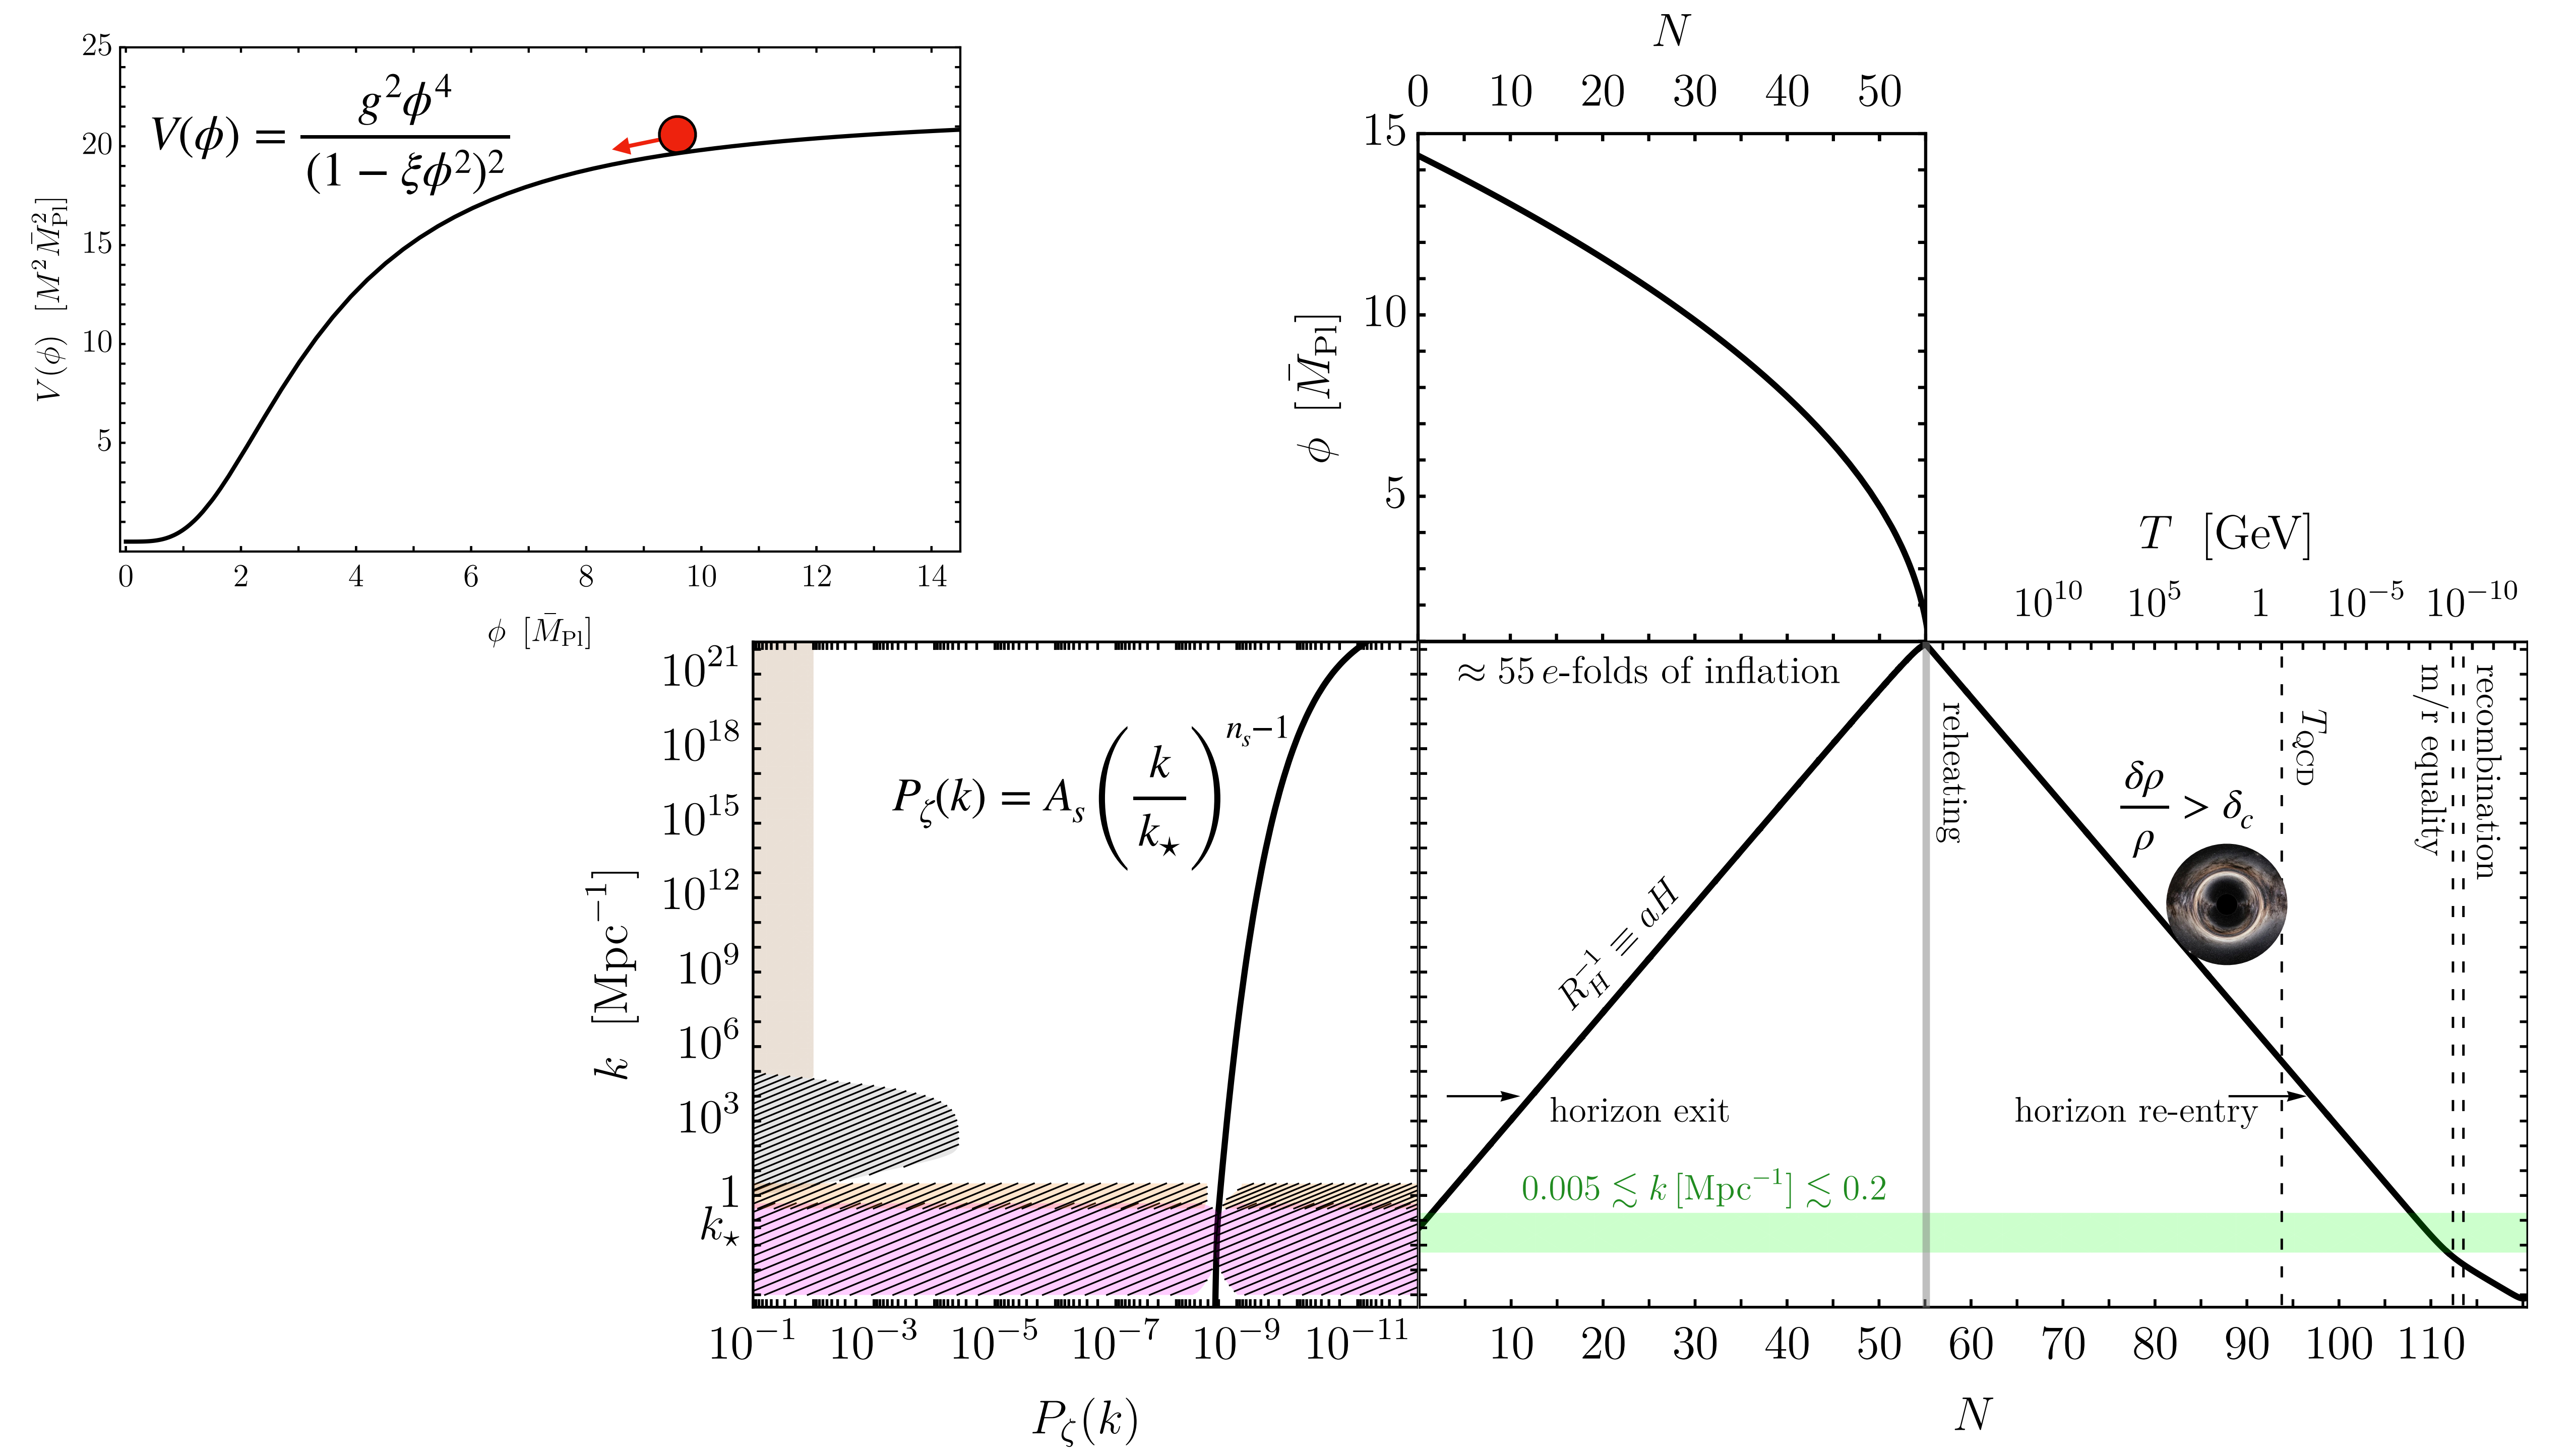 25
20
15
10
5
V(ϕ) = g²ϕ⁴ / (1 − ξϕ²)²
V(ϕ) [M² M̄²_Pl]
0 2 4 6 8 10 12 14
ϕ [M̄_Pl]
N
0 10 20 30 40 50
15
10
5
ϕ [M̄_Pl]
T [GeV]
10¹⁰ 10⁵ 1 10⁻⁵ 10⁻¹⁰
10²¹
10¹⁸
10¹⁵
10¹²
10⁹
10⁶
10³
1
k⋆
k [Mpc⁻¹]
P_ζ(k) = A_s (k / k⋆)^(n_s−1)
10⁻¹ 10⁻³ 10⁻⁵ 10⁻⁷ 10⁻⁹ 10⁻¹¹
P_ζ(k)
≈ 55 e-folds of inflation
R_H⁻¹ ≡ aH
reheating
δρ / ρ > δ_c
T_QCD
m/r equality
recombination
horizon exit
horizon re-entry
0.005 ≲ k [Mpc⁻¹] ≲ 0.2
10 20 30 40 50 60 70 80 90 100 110
N